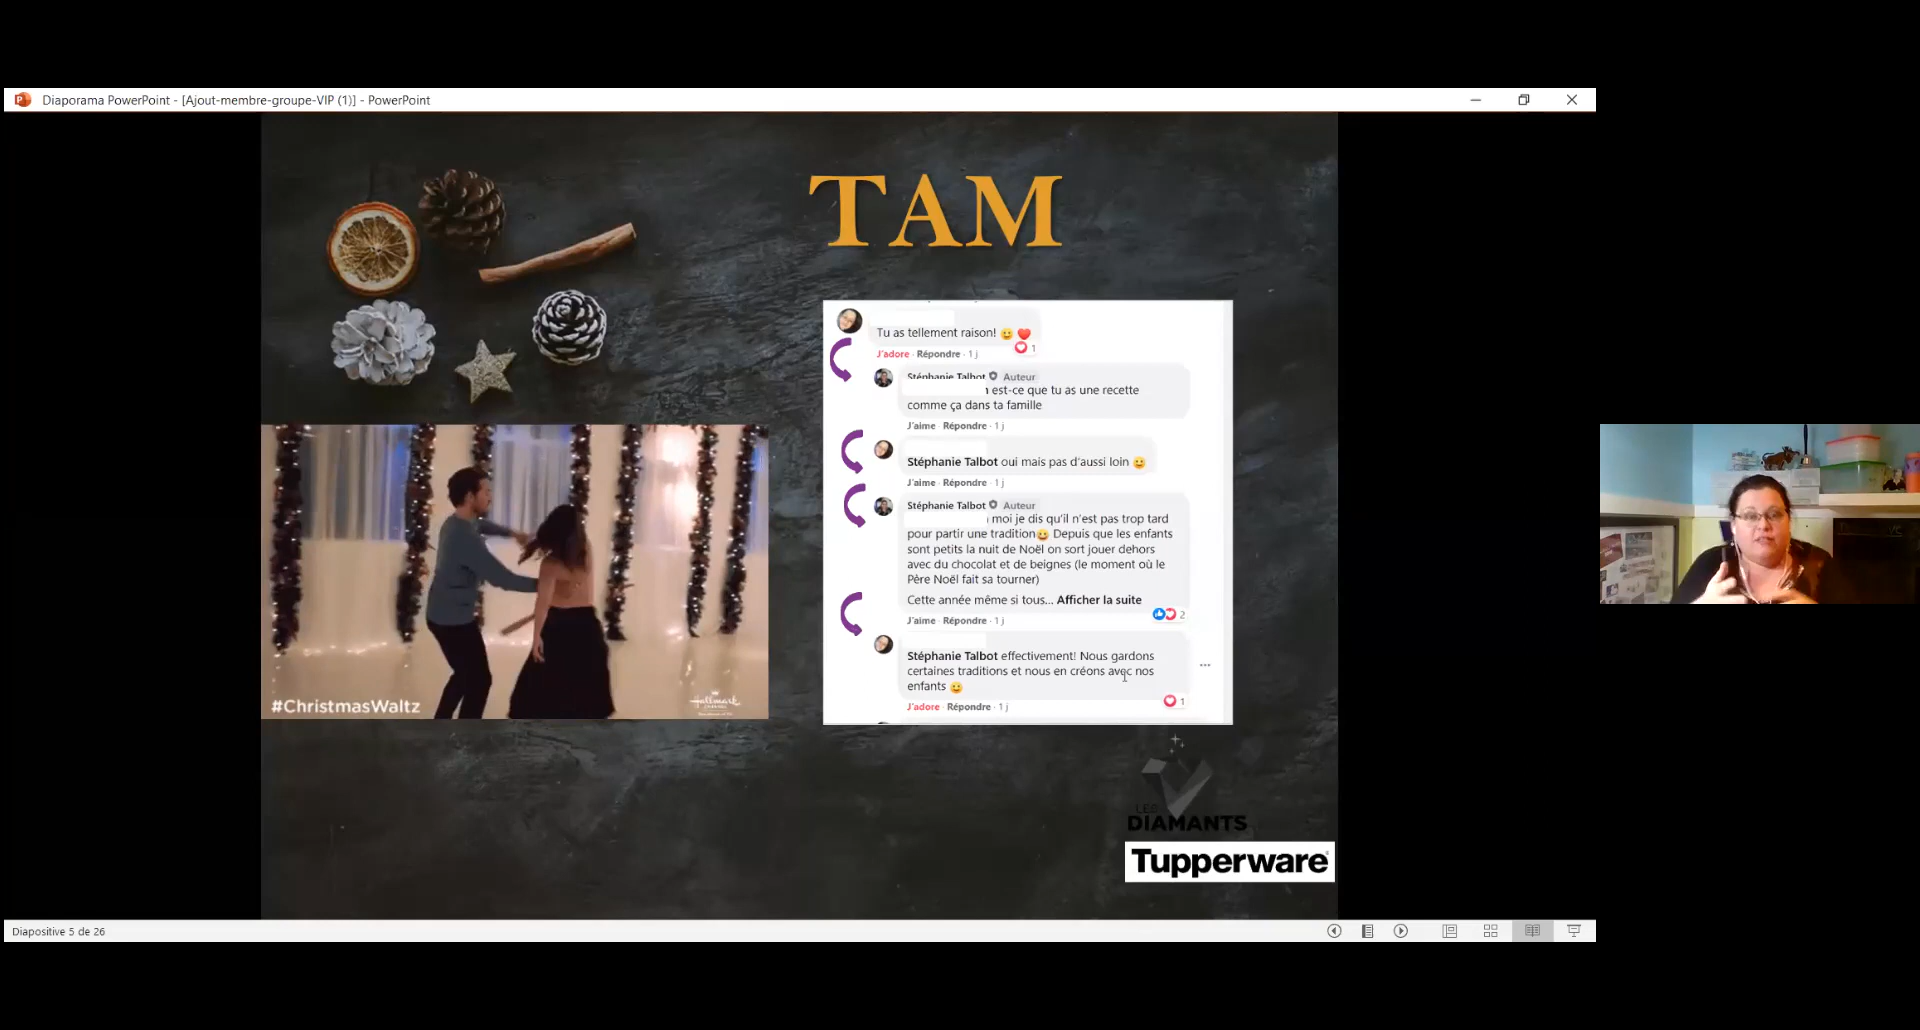 Diaporama PowerPoint - [Ajout-membre-groupe-VIP (1)] - PowerPoint
TAM
Tu as tellement raison!
J'adore · Répondre · 1 j
1
Stéphanie Talbot Auteur
est-ce que tu as une recette
comme ça dans ta famille
J'aime · Répondre · 1 j
Stéphanie Talbot oui mais pas d'aussi loin
J'aime · Répondre · 1 j
Stéphanie Talbot Auteur
moi je dis qu'il n'est pas trop tard
pour partir une tradition Depuis que les enfants
sont petits la nuit de Noël on sort jouer dehors
avec du chocolat et de beignes (le moment où le
Père Noël fait sa tourner)
Cette année même si tous... Afficher la suite
2
J'aime · Répondre · 1 j
Stéphanie Talbot effectivement! Nous gardons
certaines traditions et nous en créons avec nos
enfants
J'adore · Répondre · 1 j
1
#ChristmasWaltz
Hallmark
CHANNEL
LES
DIAMANTS
Tupperware
Diapositive 5 de 26